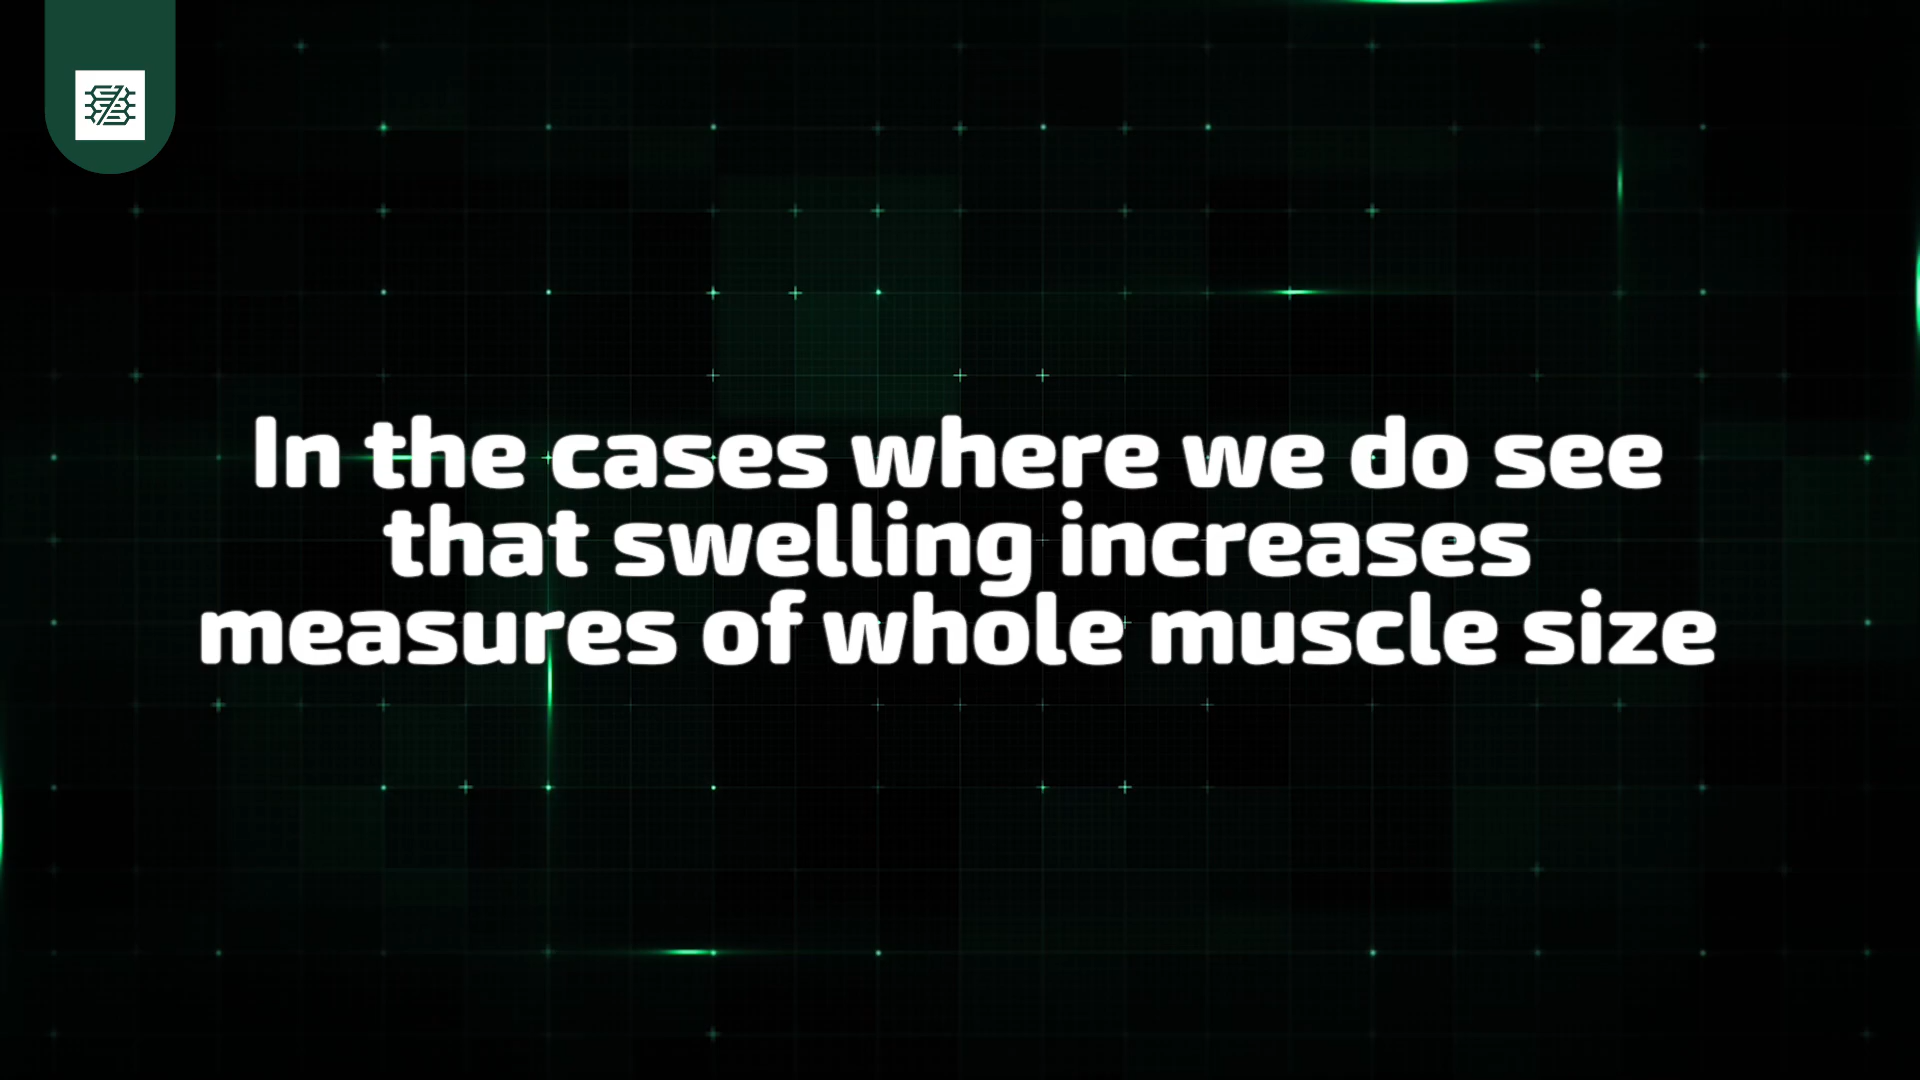 In the cases where we do see
that swelling increases
measures of whole muscle size